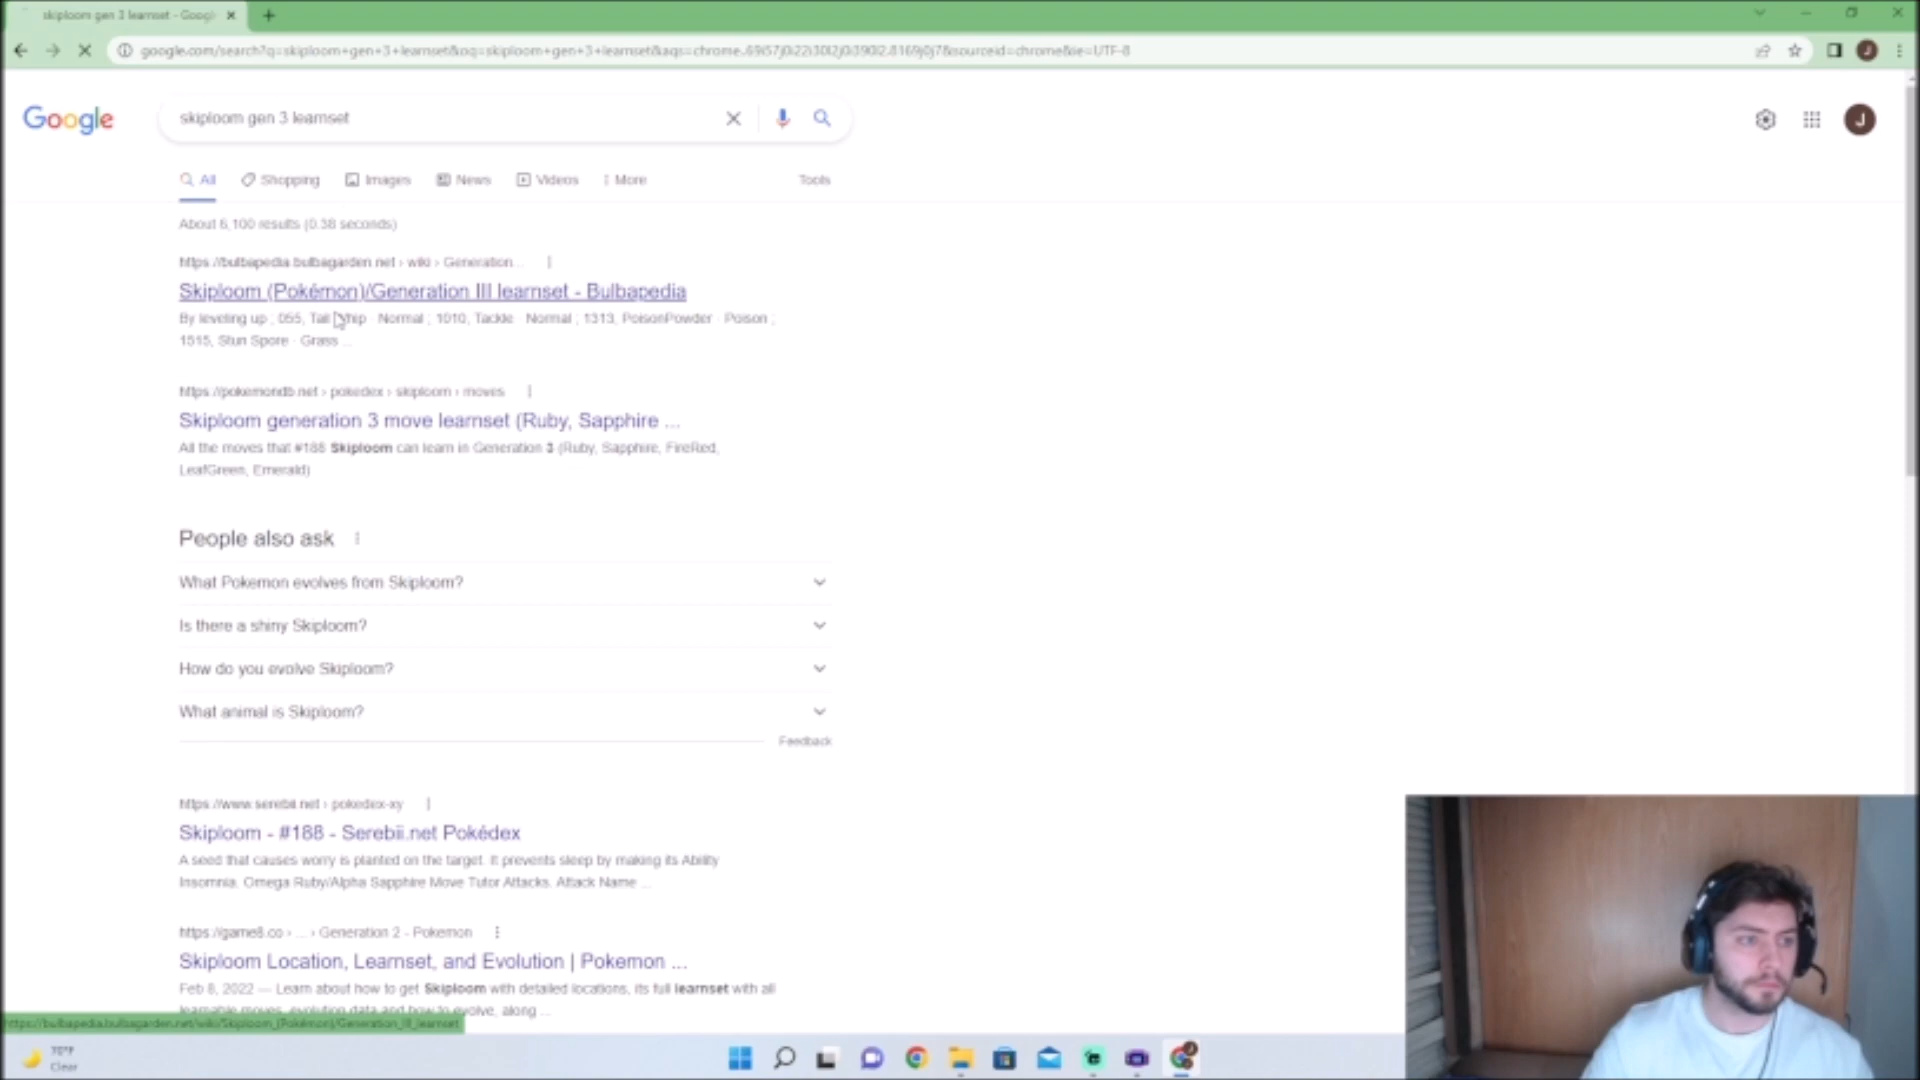 skiploom gen 3 learnset - Googl
google.com/search?q=skiploom+gen+3+learnset&oq=skiploom+gen+3+learnset&aqs=chrome..69i57j0i22i30l2j0i390l2.8169j0j7&sourceid=chrome&ie=UTF-8
Google
skiploom gen 3 learnset
J
All
Shopping
Images
News
Videos
More
Tools
About 6,100 results (0.38 seconds)
https://bulbapedia.bulbagarden.net › wiki › Generation...
Skiploom (Pokémon)/Generation III learnset - Bulbapedia
By leveling up ; 055, Tail Whip · Normal ; 1010, Tackle · Normal ; 1313, PoisonPowder · Poison ;
1515, Stun Spore · Grass ...
https://pokemondb.net › pokedex › skiploom › moves
Skiploom generation 3 move learnset (Ruby, Sapphire ...
All the moves that #188 Skiploom can learn in Generation 3 (Ruby, Sapphire, FireRed,
LeafGreen, Emerald)
People also ask
What Pokemon evolves from Skiploom?
Is there a shiny Skiploom?
How do you evolve Skiploom?
What animal is Skiploom?
Feedback
https://www.serebii.net › pokedex-xy
Skiploom - #188 - Serebii.net Pokédex
A seed that causes worry is planted on the target. It prevents sleep by making its Ability
Insomnia. Omega Ruby/Alpha Sapphire Move Tutor Attacks. Attack Name ...
https://game8.co › ... › Generation 2 - Pokemon
Skiploom Location, Learnset, and Evolution | Pokemon ...
Feb 8, 2022 — Learn about how to get Skiploom with detailed locations, its full learnset with all
learnable moves, evolution data and how to evolve, along ...
https://bulbapedia.bulbagarden.net/wiki/Skiploom_(Pokémon)/Generation_III_learnset
70°F
Clear